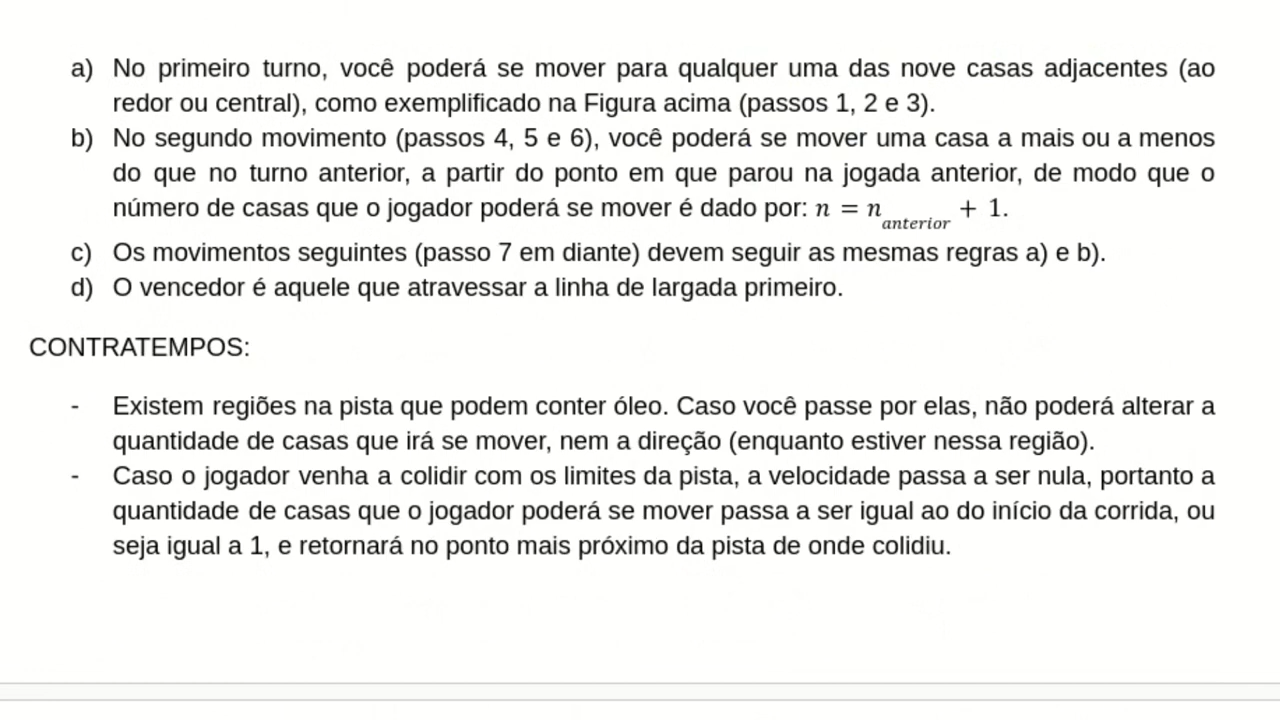 a) No primeiro turno, você poderá se mover para qualquer uma das nove casas adjacentes (ao
redor ou central), como exemplificado na Figura acima (passos 1, 2 e 3).
b) No segundo movimento (passos 4, 5 e 6), você poderá se mover uma casa a mais ou a menos
do que no turno anterior, a partir do ponto em que parou na jogada anterior, de modo que o
número de casas que o jogador poderá se mover é dado por: n = n_anterior + 1.
c) Os movimentos seguintes (passo 7 em diante) devem seguir as mesmas regras a) e b).
d) O vencedor é aquele que atravessar a linha de largada primeiro.
CONTRATEMPOS:
- Existem regiões na pista que podem conter óleo. Caso você passe por elas, não poderá alterar a
quantidade de casas que irá se mover, nem a direção (enquanto estiver nessa região).
- Caso o jogador venha a colidir com os limites da pista, a velocidade passa a ser nula, portanto a
quantidade de casas que o jogador poderá se mover passa a ser igual ao do início da corrida, ou
seja igual a 1, e retornará no ponto mais próximo da pista de onde colidiu.